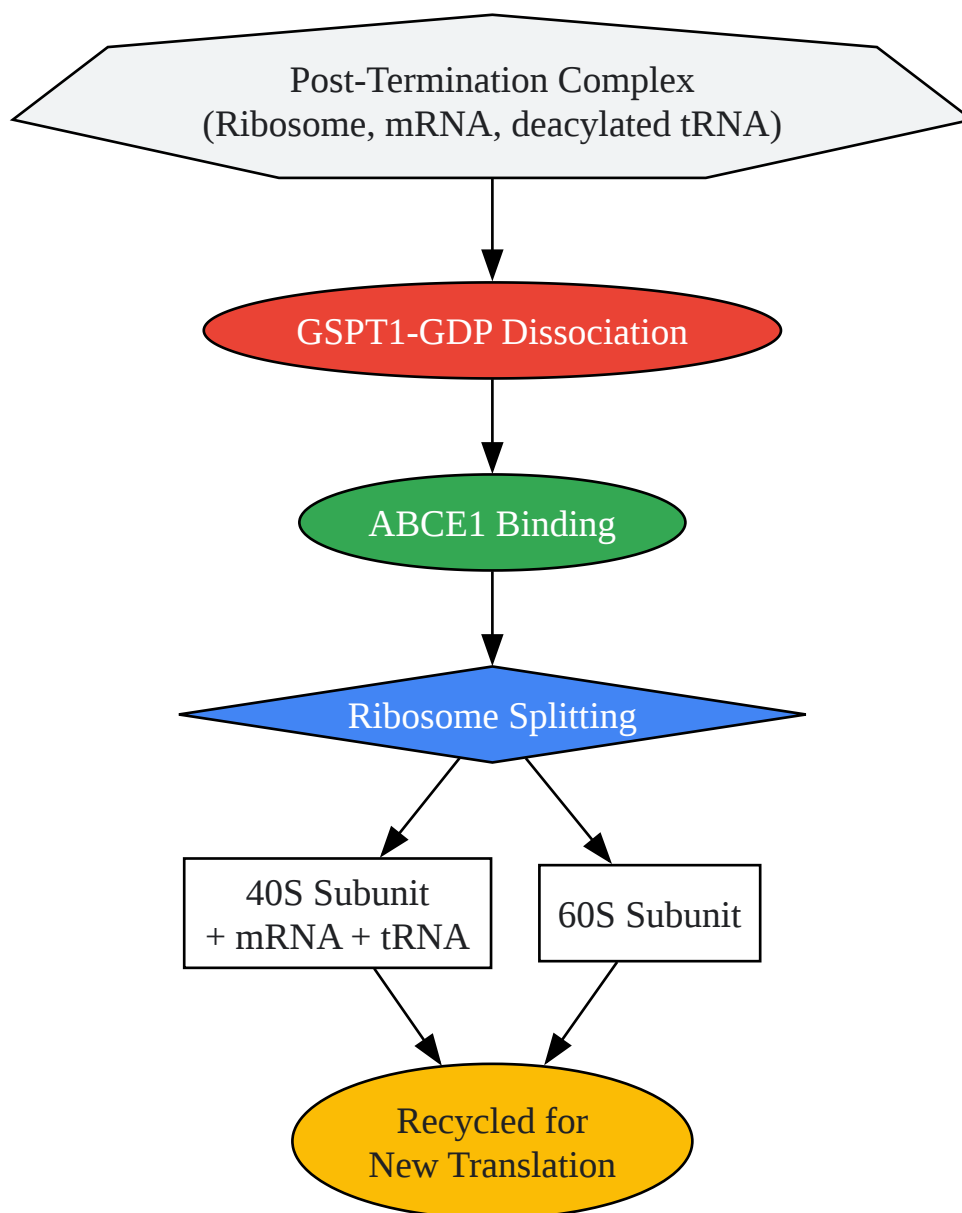 Post-Termination Complex
(Ribosome, mRNA, deacylated tRNA)
GSPT1-GDP Dissociation
ABCE1 Binding
Ribosome Splitting
40S Subunit
+ mRNA + tRNA
60S Subunit
Recycled for
New Translation